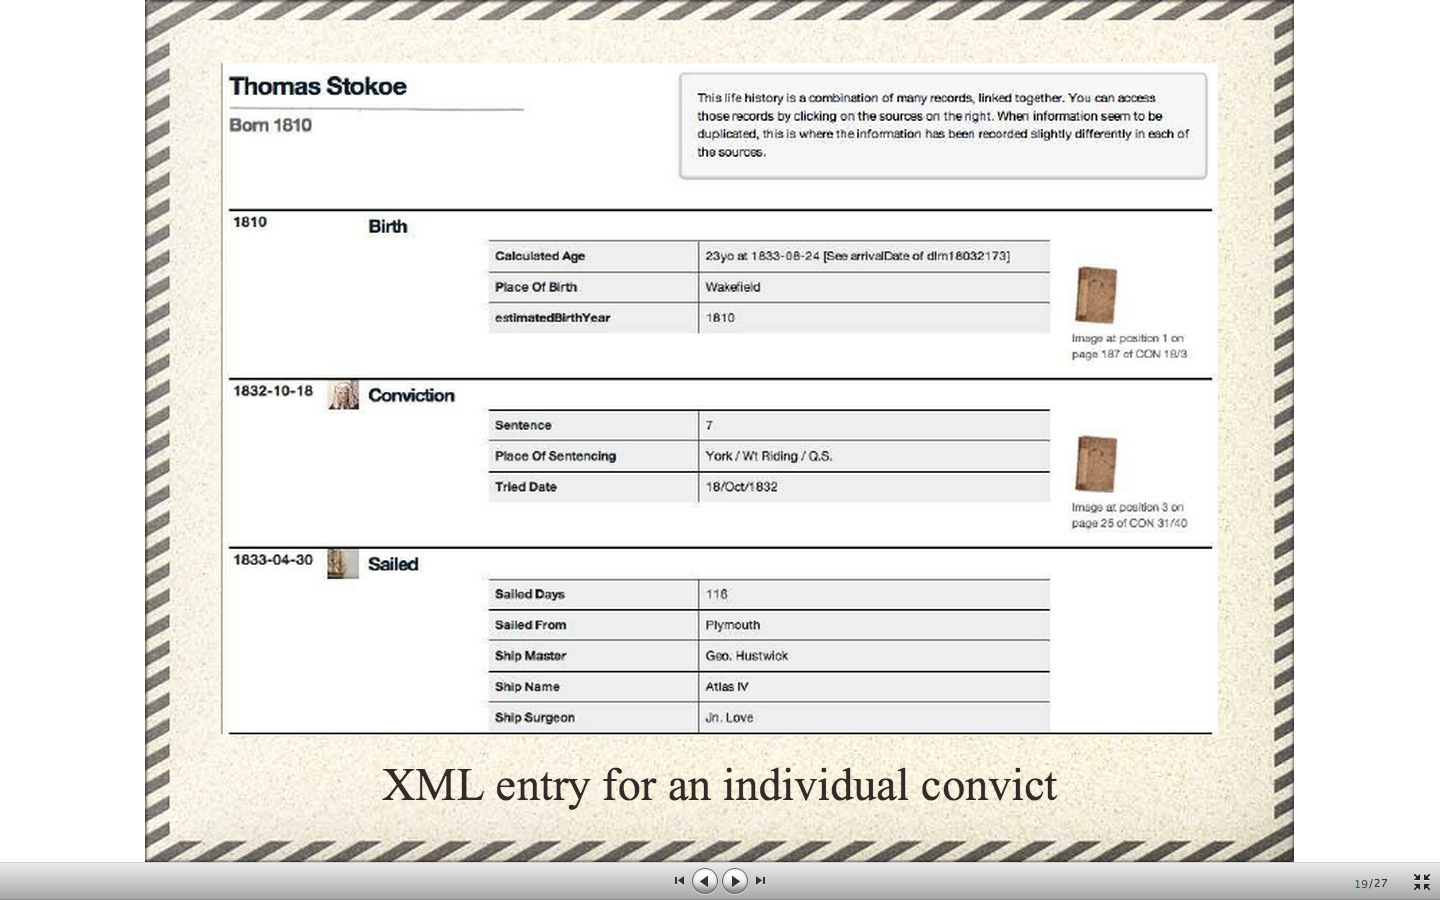 Thomas Stokoe
Born 1810
This life history is a combination of many records, linked together. You can access
those records by clicking on the sources on the right. When information seem to be
duplicated, this is where the information has been recorded slightly differently in each of
the sources.
1810
Birth
Calculated Age 23yo at 1833-08-24 [See arrivalDate of dlm18032173]
Place Of Birth Wakefield
estimatedBirthYear 1810
Image at position 1 on
page 187 of CON 18/3
1832-10-18
Conviction
Sentence 7
Place Of Sentencing York / Wt Riding / Q.S.
Tried Date 18/Oct/1832
Image at position 3 on
page 25 of CON 31/40
1833-04-30
Sailed
Sailed Days 116
Sailed From Plymouth
Ship Master Geo. Hustwick
Ship Name Atlas IV
Ship Surgeon Jn. Love
XML entry for an individual convict
19/27